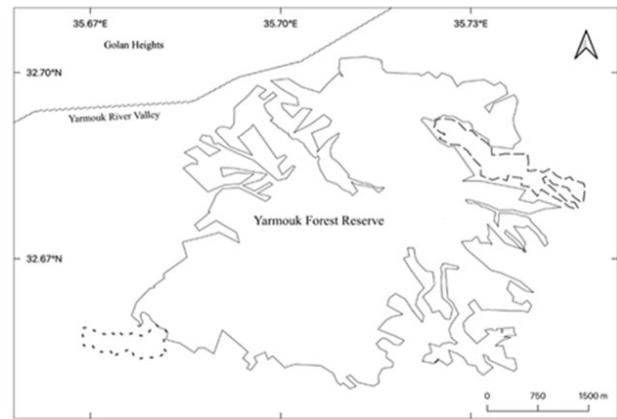 35.67°E 35.70°E 35.73°E
Golan Heights
32.70°N
Yarmouk River Valley
Yarmouk Forest Reserve
32.67°N
0 750 1500 m